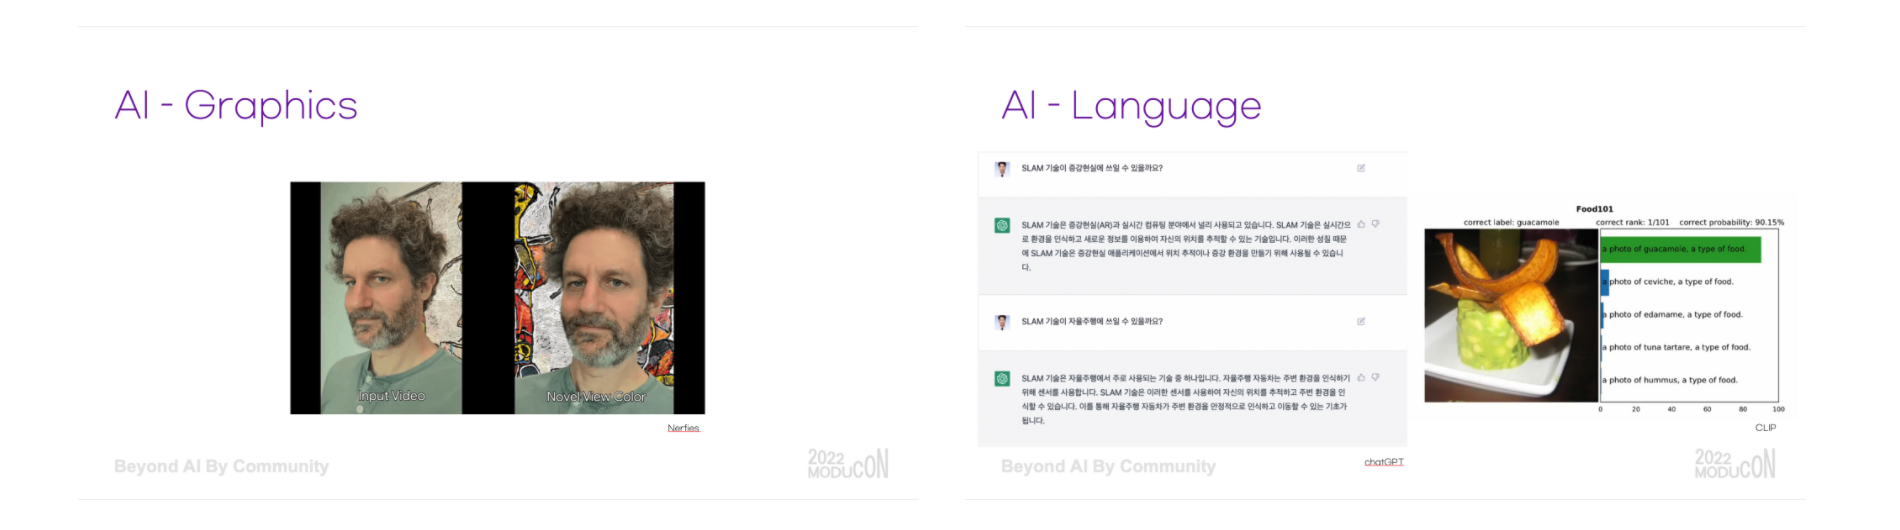 AI - Graphics
Input Video
Novel View Color
Nerfies
Beyond AI By Community
2022
MODUCON
AI - Language
SLAM 기술이 증강현실에 쓰일 수 있을까요?
SLAM 기술은 증강현실(AR)과 실시간 컴퓨팅 분야에서 널리 사용되고 있습니다. SLAM 기술은 실시간으
로 환경을 인식하고 새로운 정보를 이용하여 자신의 위치를 추적할 수 있는 기술입니다. 이러한 성질 때문
에 SLAM 기술은 증강현실 애플리케이션에서 위치 추적이나 증강 환경을 만들기 위해 사용될 수 있습니
다.
SLAM 기술이 자율주행에 쓰일 수 있을까요?
SLAM 기술은 자율주행에서 주로 사용되는 기술 중 하나입니다. 자율주행 자동차는 주변 환경을 인식하기
위해 센서를 사용합니다. SLAM 기술은 이러한 센서를 사용하여 자신의 위치를 추적하고 주변 환경을 인
식할 수 있습니다. 이를 통해 자율주행 자동차가 주변 환경을 안정적으로 인식하고 이동할 수 있는 기초가
됩니다.
chatGPT
Food101
correct label: guacamole correct rank: 1/101 correct probability: 90.15%
a photo of guacamole, a type of food.
a photo of ceviche, a type of food.
a photo of edamame, a type of food.
a photo of tuna tartare, a type of food.
a photo of hummus, a type of food.
0 20 40 60 80 100
CLIP
Beyond AI By Community
2022
MODUCON